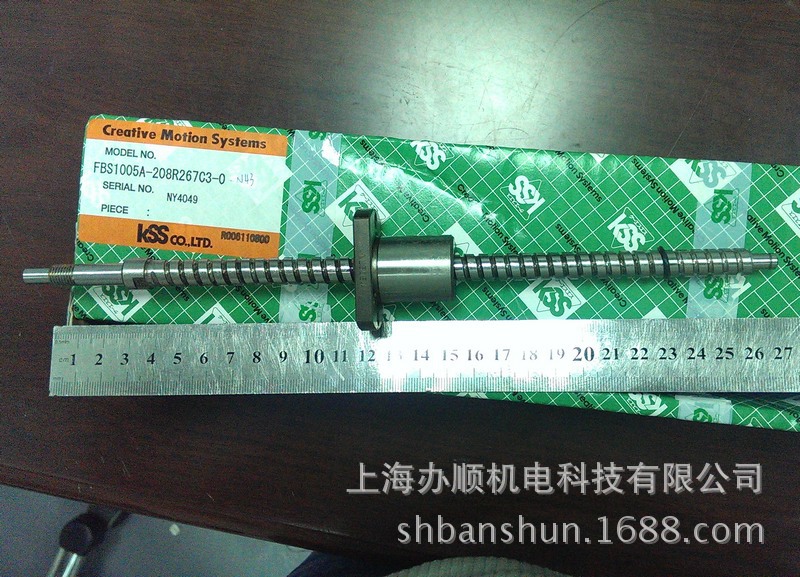 Creative Motion Systems
MODEL NO.
FBS1005A-208R267C3-0
SERIAL NO. NY4049
PIECE :
KSS CO.,LTD. R006110800
KSS
cm 1 2 3 4 5 6 7 8 9 10 11 12 13 14 15 16 17 18 19 20 21 22 23 24 25 26 27
上海办顺机电科技有限公司
shbanshun.1688.com